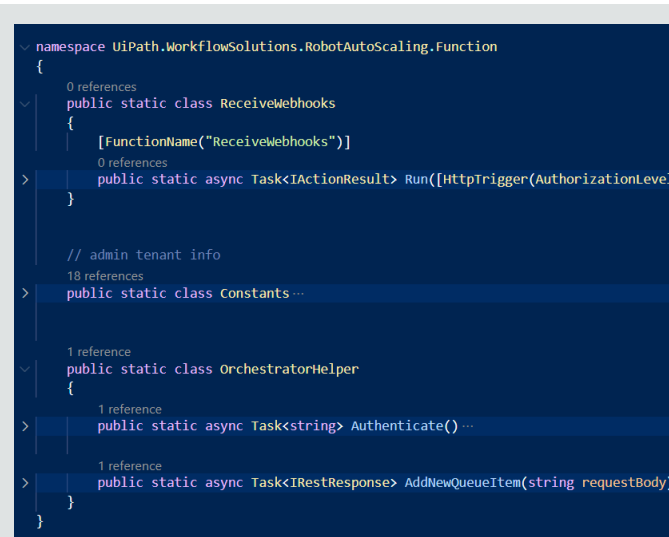 namespace UiPath.WorkflowSolutions.RobotAutoScaling.Function
{
0 references
public static class ReceiveWebhooks
{
[FunctionName("ReceiveWebhooks")]
0 references
public static async Task<IActionResult> Run([HttpTrigger(AuthorizationLevel
}
// admin tenant info
18 references
public static class Constants ···
1 reference
public static class OrchestratorHelper
{
1 reference
public static async Task<string> Authenticate() ···
1 reference
public static async Task<IRestResponse> AddNewQueueItem(string requestBody)
}
}